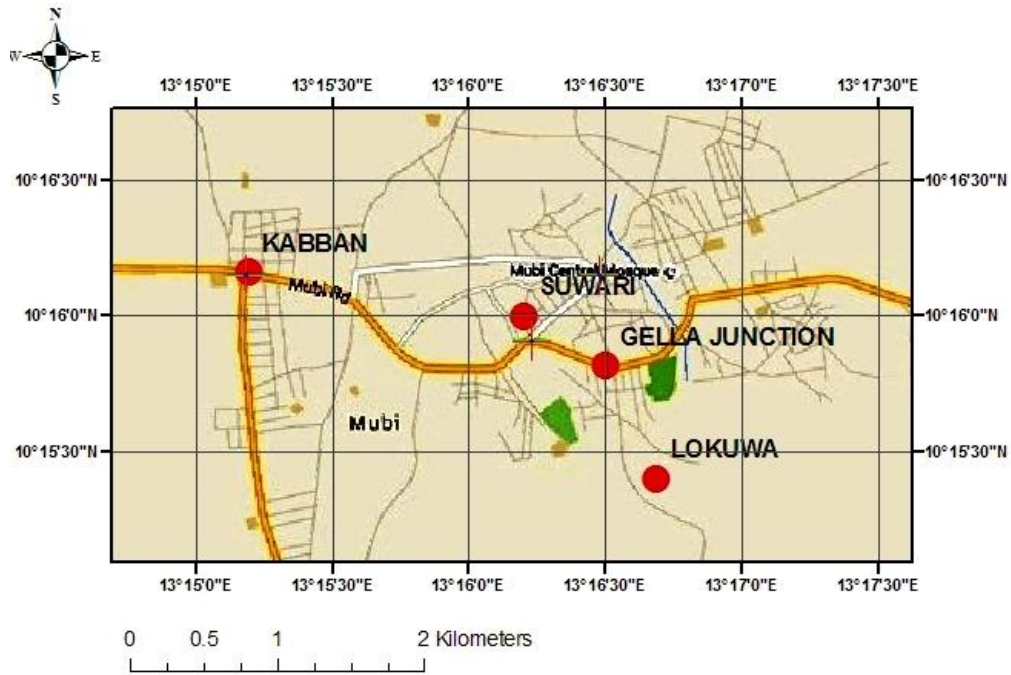 N
W E
S
13°15'0"E 13°15'30"E 13°16'0"E 13°16'30"E 13°17'0"E 13°17'30"E
10°16'30"N 10°16'30"N
KABBAN
Mubi Central Mosque
Mubi Rd
SUWARI
10°16'0"N 10°16'0"N
GELLA JUNCTION
Mubi
10°15'30"N LOKUWA 10°15'30"N
13°15'0"E 13°15'30"E 13°16'0"E 13°16'30"E 13°17'0"E 13°17'30"E
0 0.5 1 2 Kilometers